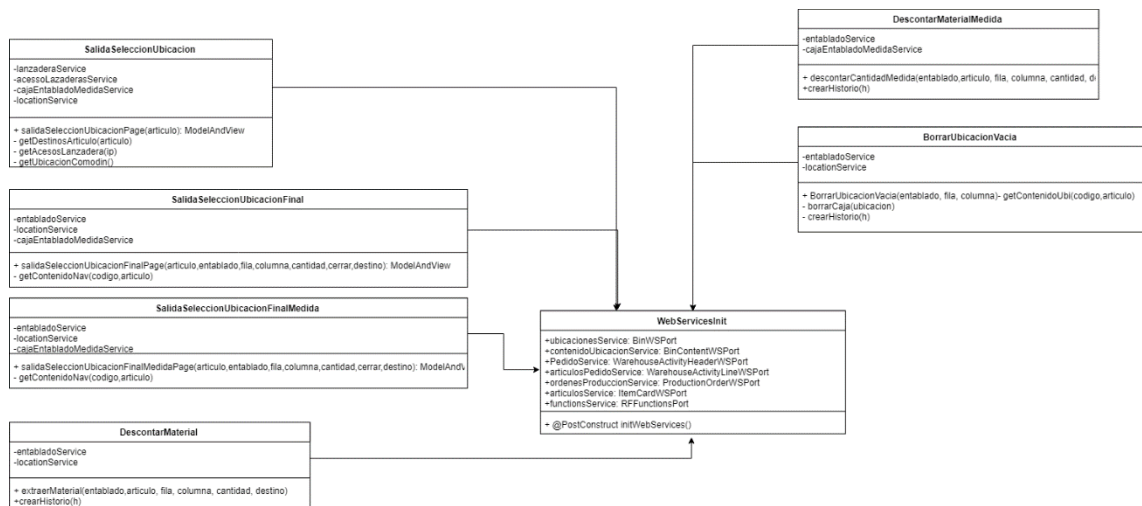 SalidaSeleccionUbicacion
-lanzaderaService
-acessoLazaderasService
-cajaEntabladoMedidaService
-locationService
+ salidaSeleccionUbicacionPage(articulo): ModelAndView
- getDestinosArticulo(articulo)
- getAcesosLanzadera(ip)
- getUbicacionComodin()
SalidaSeleccionUbicacionFinal
-entabladoService
-locationService
-cajaEntabladoMedidaService
+ salidaSeleccionUbicacionFinalPage(articulo,entablado,fila,columna,cantidad,cerrar,destino): ModelAndView
- getContenidoNav(codigo,articulo)
SalidaSeleccionUbicacionFinalMedida
-entabladoService
-locationService
-cajaEntabladoMedidaService
+ salidaSeleccionUbicacionFinalMedidaPage(articulo,entablado,fila,columna,cantidad,cerrar,destino): ModelAndV
- getContenidoNav(codigo,articulo)
DescontarMaterial
-entabladoService
-locationService
+ extraerMaterial(entablado,articulo, fila, columna, cantidad, destino)
+crearHistorio(h)
DescontarMaterialMedida
-entabladoService
-cajaEntabladoMedidaService
+ descontarCantidadMedida(entablado,articulo, fila, columna, cantidad, de
+crearHistorio(h)
BorrarUbicacionVacia
-entabladoService
-locationService
+ BorrarUbicacionVacia(entablado, fila, columna)- getContenidoUbi(codigo,articulo)
- borrarCaja(ubicacion)
- crearHistorio(h)
WebServicesInit
+ubicacionesService: BinWSPort
+contenidoUbicacionService: BinContentWSPort
+PedidoService: WarehouseActivityHeaderWSPort
+articulosPedidoService: WarehouseActivityLineWSPort
+ordenesProduccionService: ProductionOrderWSPort
+articulosService: ItemCardWSPort
+functionsService: RFFunctionsPort
+ @PostConstruct initWebServices()